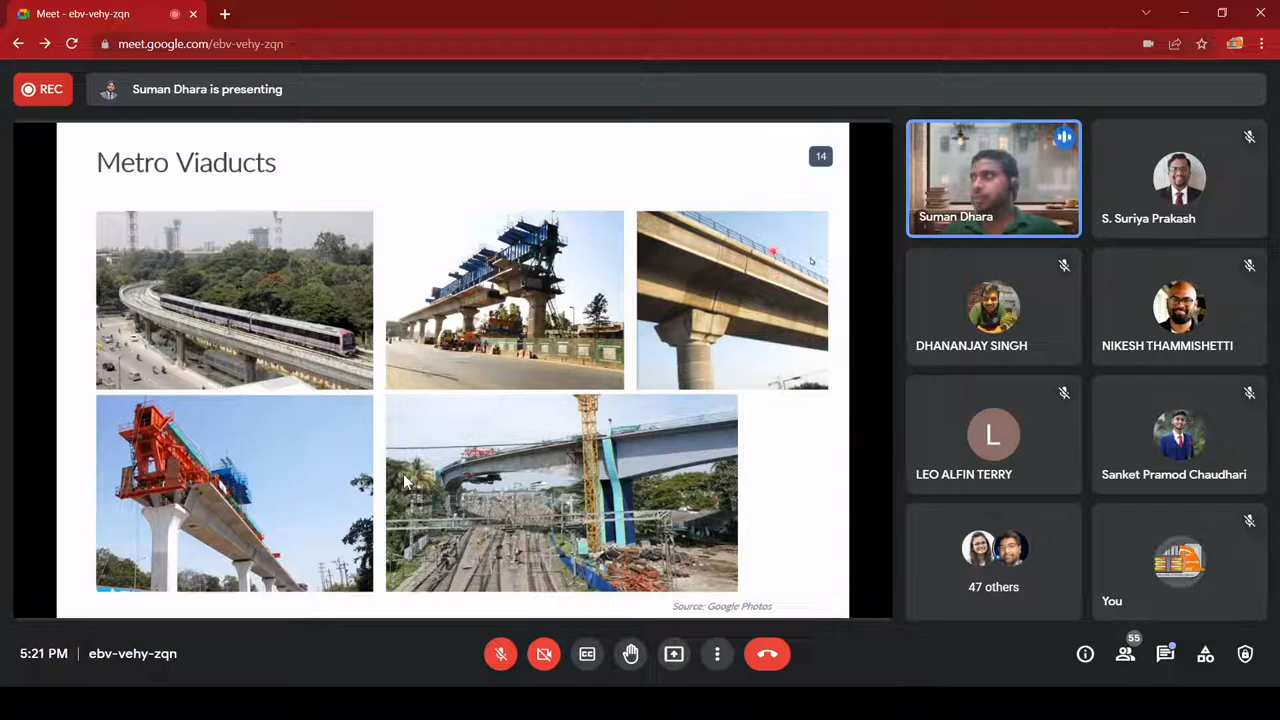 Meet - ebv-vehy-zqn
meet.google.com/ebv-vehy-zqn
REC
Suman Dhara is presenting
Metro Viaducts
14
Source: Google Photos
Suman Dhara
S. Suriya Prakash
DHANANJAY SINGH
NIKESH THAMMISHETTI
L
LEO ALFIN TERRY
Sanket Pramod Chaudhari
47 others
You
5:21 PM
ebv-vehy-zqn
CC
55